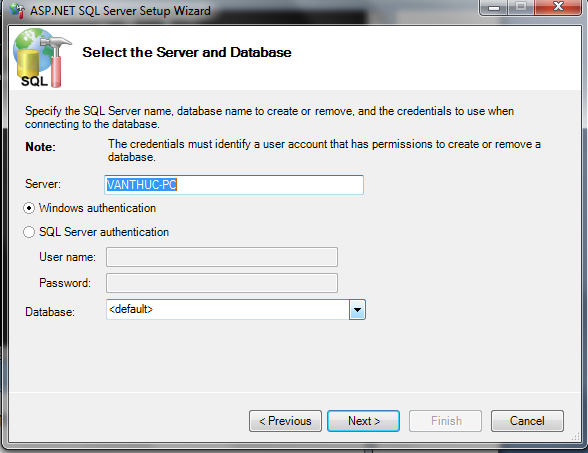 ASP.NET SQL Server Setup Wizard
SQL
Select the Server and Database
Specify the SQL Server name, database name to create or remove, and the credentials to use when
connecting to the database.
Note: The credentials must identify a user account that has permissions to create or remove a
database.
Server: VANTHUC-PC
Windows authentication
SQL Server authentication
User name:
Password:
Database: <default>
< Previous Next > Finish Cancel